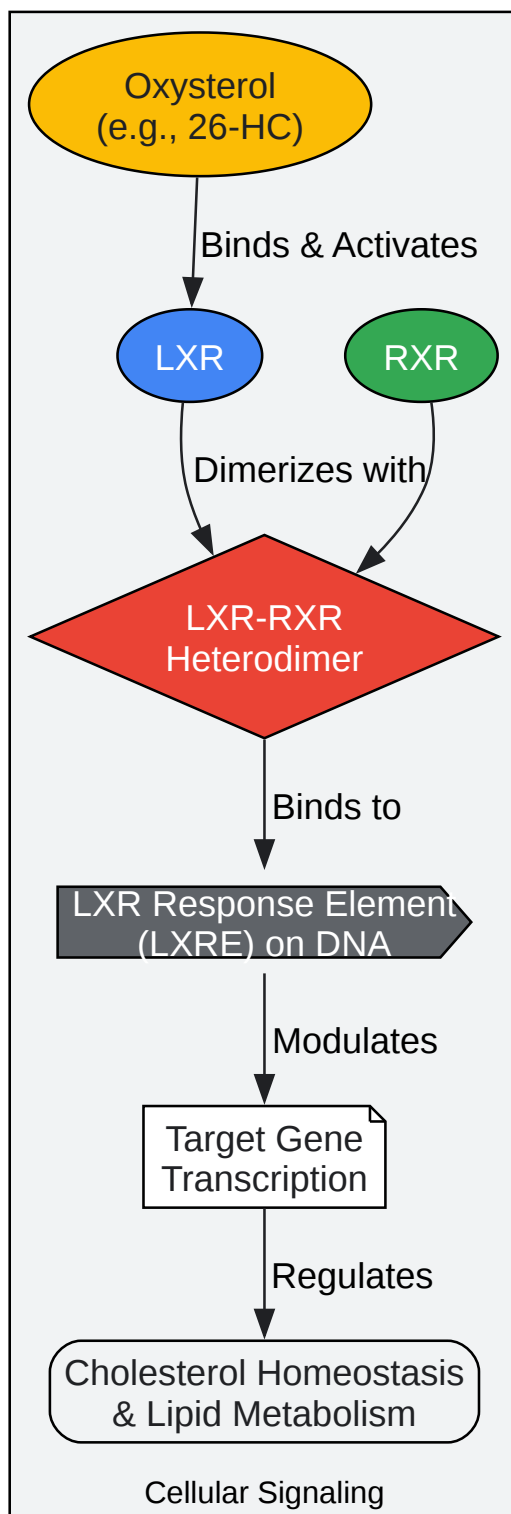 Oxysterol
(e.g., 26-HC)
Binds & Activates
LXR
RXR
Dimerizes with
LXR-RXR
Heterodimer
Binds to
LXR Response Element
(LXRE) on DNA
Modulates
Target Gene
Transcription
Regulates
Cholesterol Homeostasis
& Lipid Metabolism
Cellular Signaling